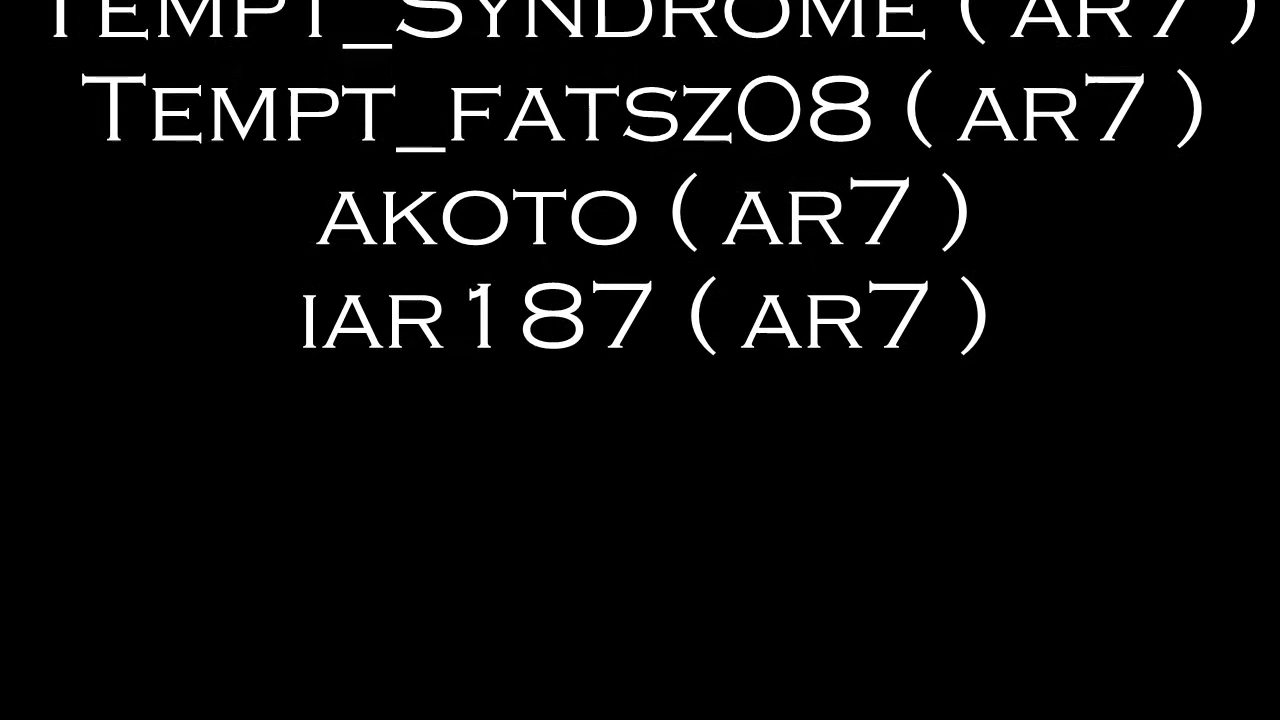 Tempt_Syndrome ( ar7 )
Tempt_fatsz08 ( ar7 )
akoto ( ar7 )
iar187 ( ar7 )